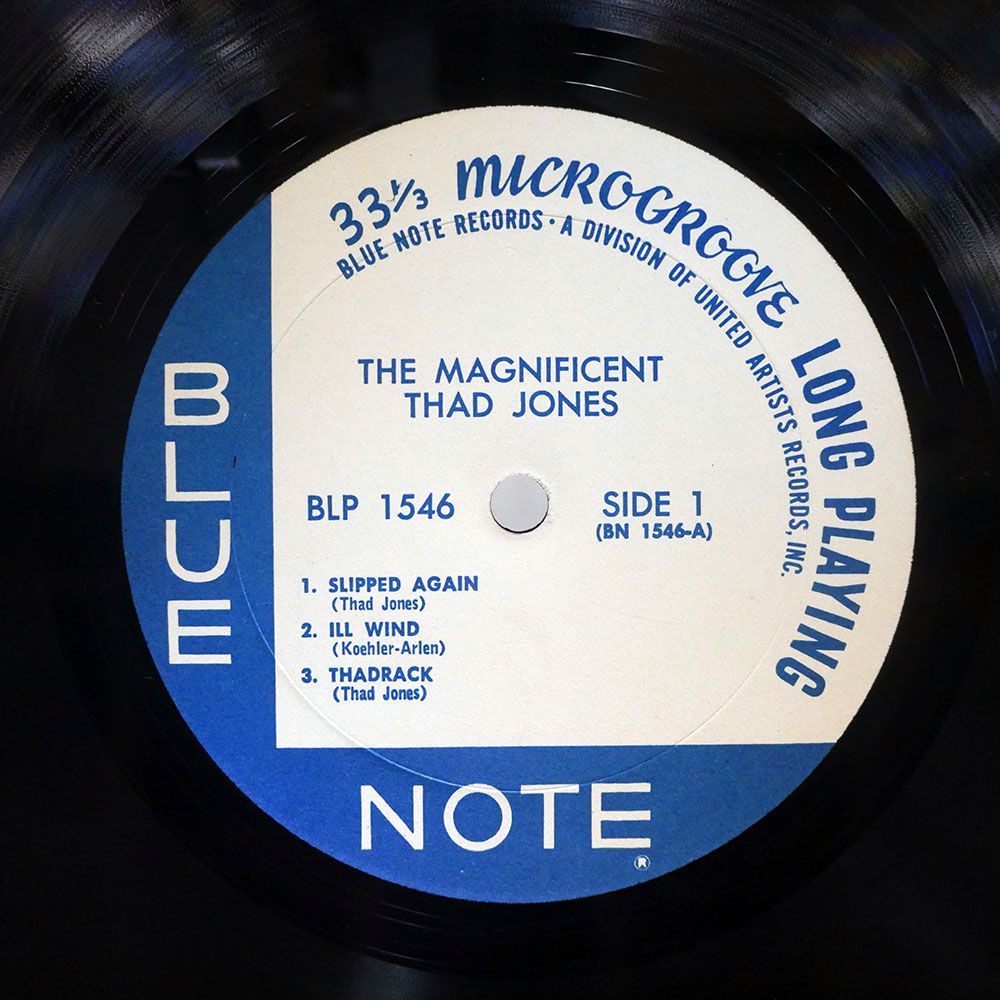 33⅓ MICROGROOVE LONG PLAYING
BLUE NOTE RECORDS · A DIVISION OF UNITED ARTISTS RECORDS, INC.
THE MAGNIFICENT
THAD JONES
BLP 1546
SIDE 1
(BN 1546-A)
1. SLIPPED AGAIN
(Thad Jones)
2. ILL WIND
(Koehler-Arlen)
3. THADRACK
(Thad Jones)
BLUE
NOTE
®